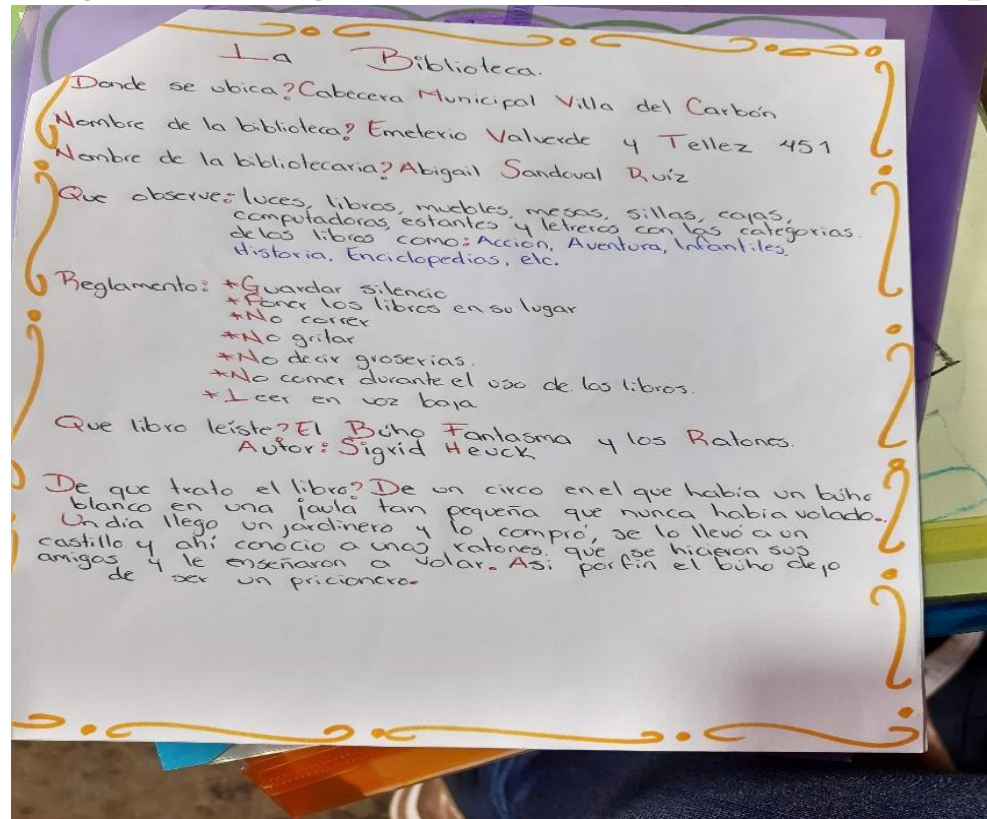 La Biblioteca.
Donde se ubica? Cabecera Municipal Villa del Carbón
Nombre de la biblioteca? Emeterio Valverde y Tellez 451
Nombre de la bibliotecaria? Abigail Sandoval Ruíz
Que observe: luces, libros, muebles, mesas, sillas, cajas,
computadoras, estantes y letreros con las categorias
delos libros como: Acción, Aventura, Infantiles,
Historia, Enciclopedias, etc.
Reglamento: *Guardar silencio
*Poner los libros en su lugar
*No correr
*No gritar
*No decir groserias.
*No comer durante el uso de los libros.
*Leer en voz baja
Que libro leíste? El Búho Fantasma y los Ratones.
Autor: Sigrid Heuck
De que trato el libro? De un circo en el que había un búho
blanco en una jaula tan pequeña que nunca había volado.
Un día llego un jardinero y lo compró, se lo llevó a un
castillo y ahí conocio a unos ratones, que se hicieron sus
amigos y le enseñaron a volar. Asi porfin el búho dejo
de ser un pricionero.